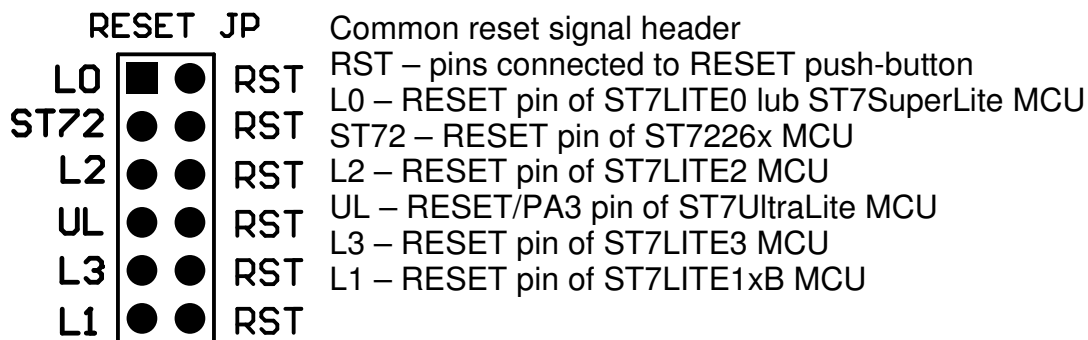 RESET JP
L0 RST
ST72 RST
L2 RST
UL RST
L3 RST
L1 RST
Common reset signal header
RST – pins connected to RESET push-button
L0 – RESET pin of ST7LITE0 lub ST7SuperLite MCU
ST72 – RESET pin of ST7226x MCU
L2 – RESET pin of ST7LITE2 MCU
UL – RESET/PA3 pin of ST7UltraLite MCU
L3 – RESET pin of ST7LITE3 MCU
L1 – RESET pin of ST7LITE1xB MCU